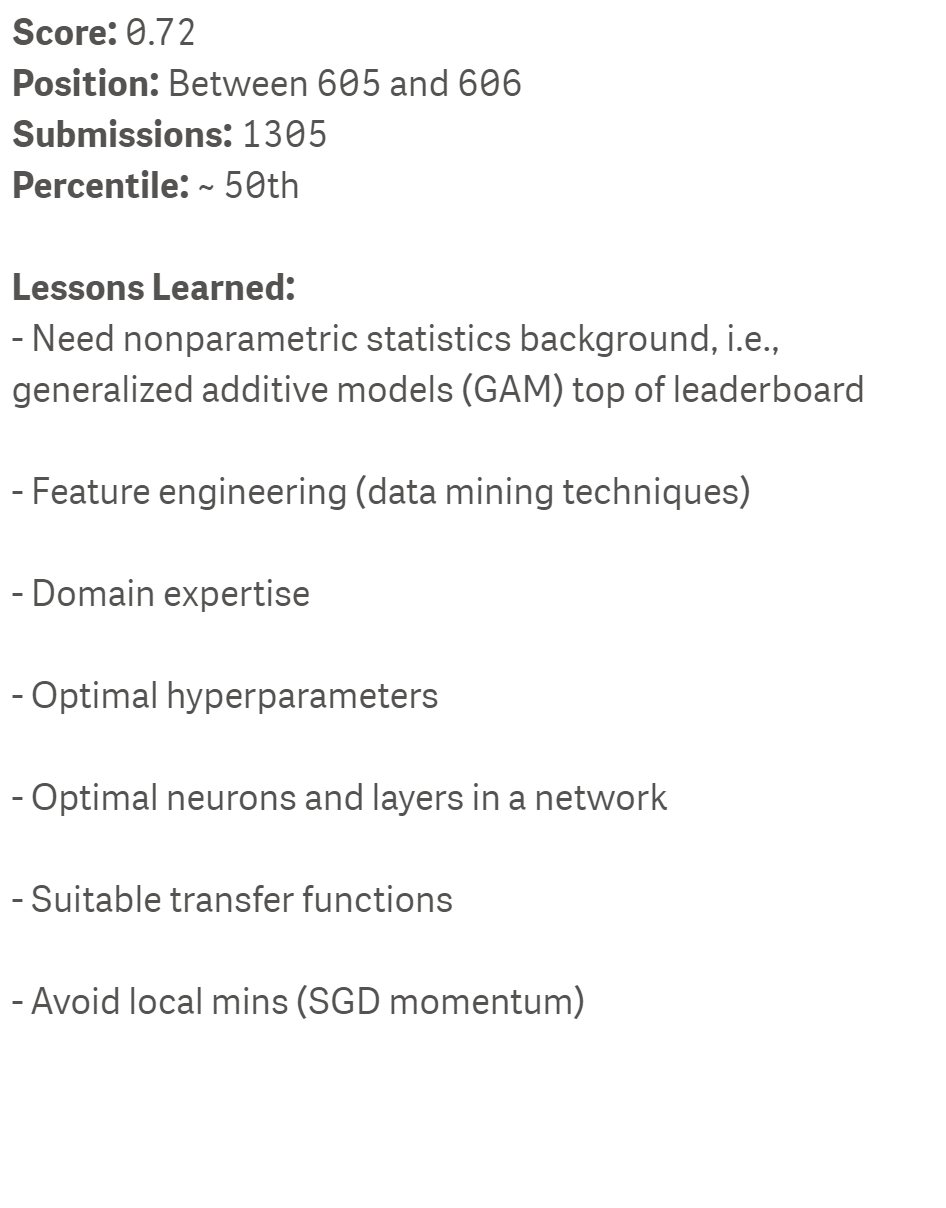 Score: 0.72
Position: Between 605 and 606
Submissions: 1305
Percentile: ~ 50th
Lessons Learned:
- Need nonparametric statistics background, i.e.,
generalized additive models (GAM) top of leaderboard
- Feature engineering (data mining techniques)
- Domain expertise
- Optimal hyperparameters
- Optimal neurons and layers in a network
- Suitable transfer functions
- Avoid local mins (SGD momentum)